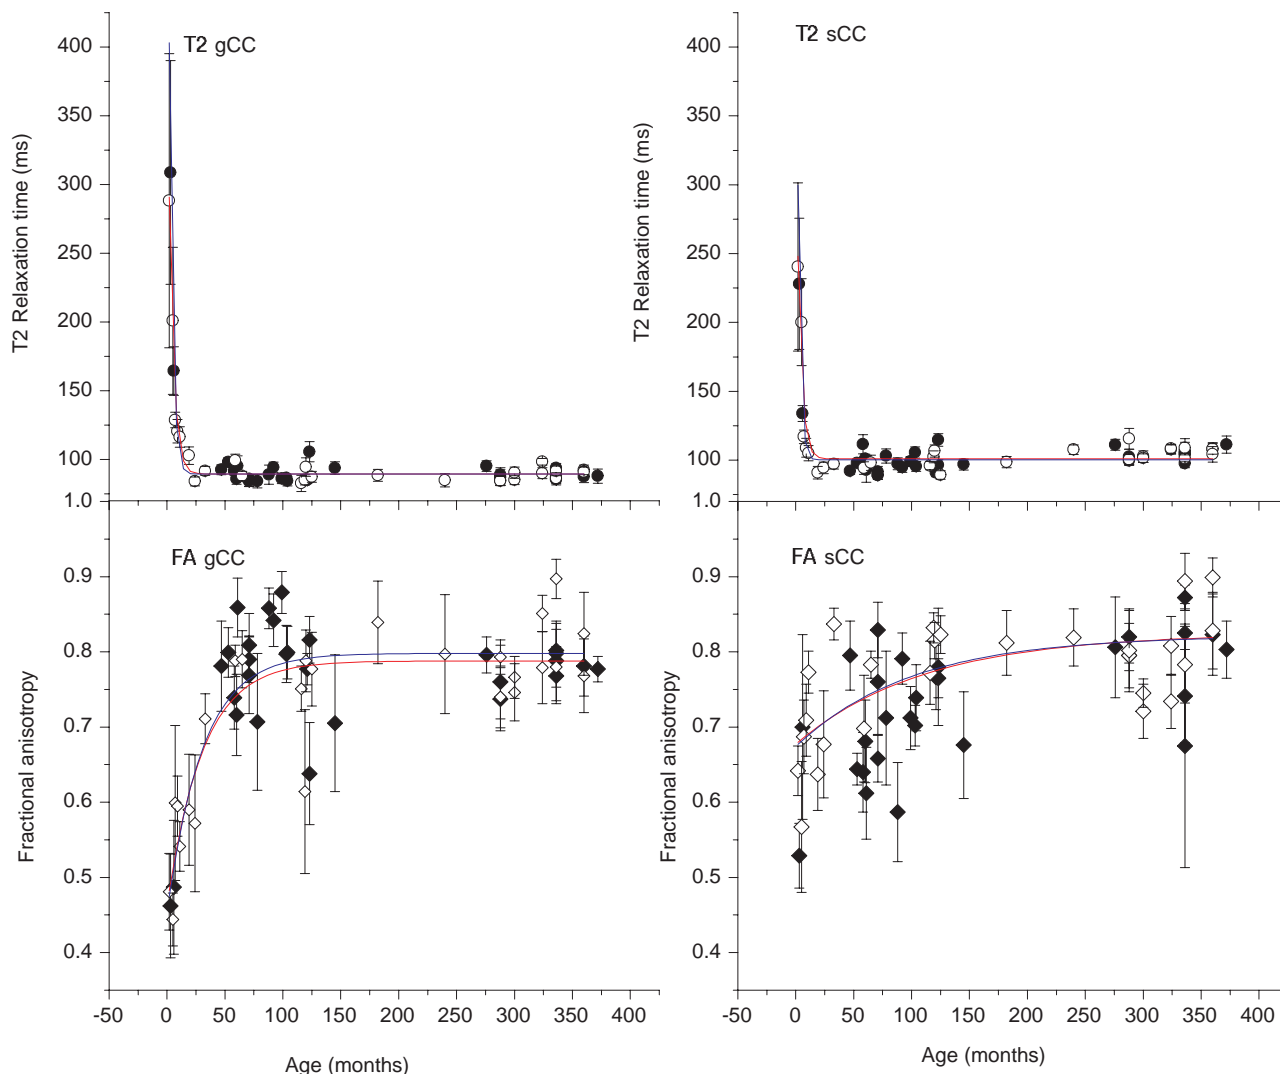 T2 gCC
T2 Relaxation time (ms)
400
350
300
250
200
150
100
T2 sCC
T2 Relaxation time (ms)
400
350
300
250
200
150
100
FA gCC
Fractional anisotropy
1.0
0.9
0.8
0.7
0.6
0.5
0.4
-50 0 50 100 150 200 250 300 350 400
Age (months)
FA sCC
Fractional anisotropy
1.0
0.9
0.8
0.7
0.6
0.5
0.4
-50 0 50 100 150 200 250 300 350 400
Age (months)